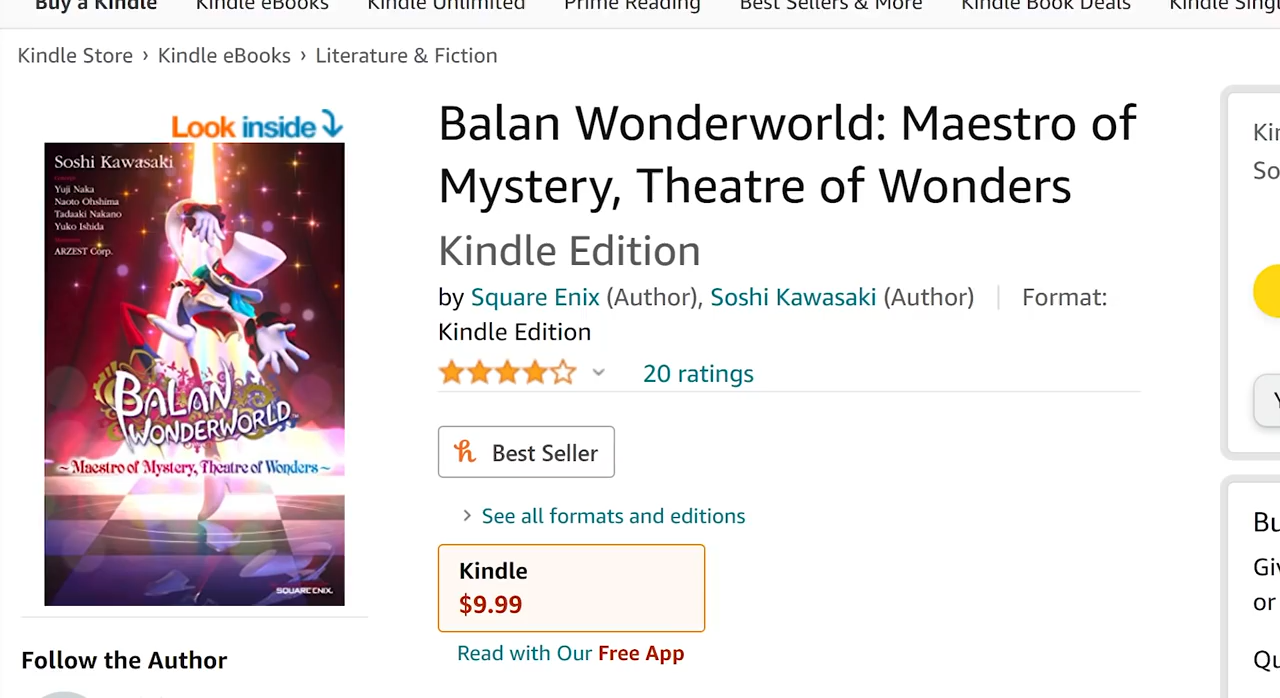 Buy a Kindle Kindle eBooks Kindle Unlimited Prime Reading Best Sellers & More Kindle Book Deals Kindle Singl
Kindle Store › Kindle eBooks › Literature & Fiction
Look inside
Soshi Kawasaki
Yuji Naka
Naoto Ohshima
Tadaaki Nakano
Yuko Ishida
ARZEST Corp.
BALAN
WONDERWORLD
~Maestro of Mystery, Theatre of Wonders~
SQUARE ENIX.
Follow the Author
Balan Wonderworld: Maestro of
Mystery, Theatre of Wonders
Kindle Edition
by Square Enix (Author), Soshi Kawasaki (Author) | Format:
Kindle Edition
20 ratings
Best Seller
› See all formats and editions
Kindle
$9.99
Read with Our Free App
Kin
So
Y
Bu
Giv
or
Qu